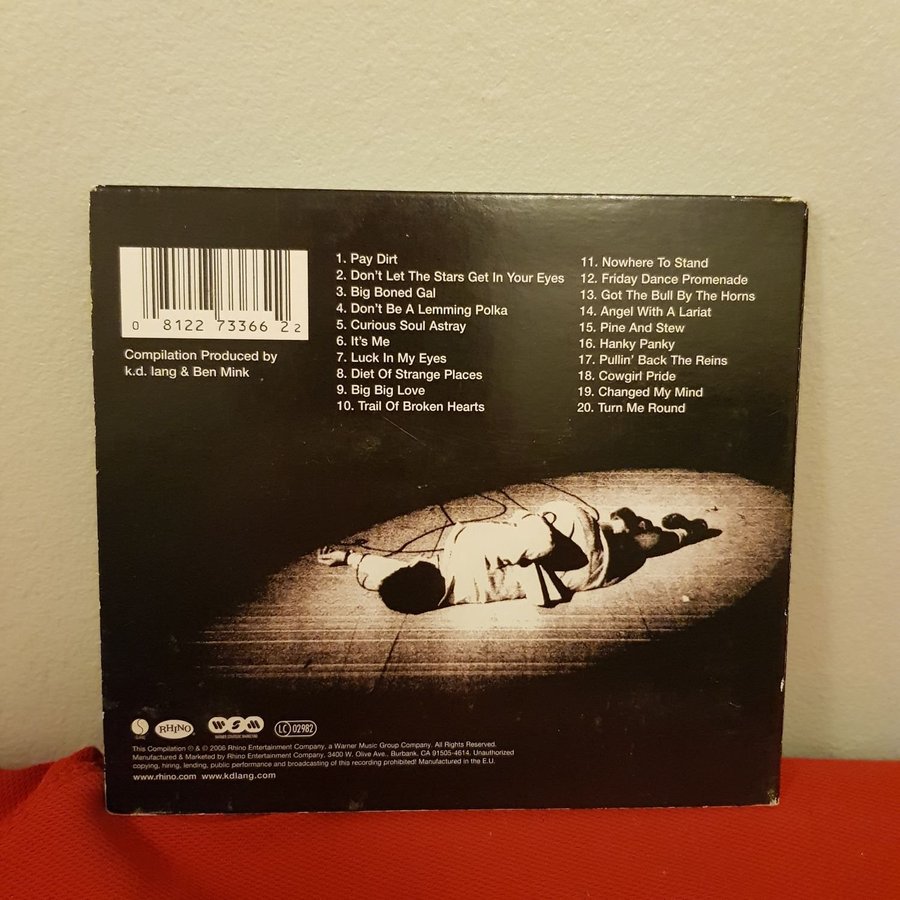 0 8122 73366 2 2
Compilation Produced by
k.d. lang & Ben Mink
1. Pay Dirt
2. Don't Let The Stars Get In Your Eyes
3. Big Boned Gal
4. Don't Be A Lemming Polka
5. Curious Soul Astray
6. It's Me
7. Luck In My Eyes
8. Diet Of Strange Places
9. Big Big Love
10. Trail Of Broken Hearts
11. Nowhere To Stand
12. Friday Dance Promenade
13. Got The Bull By The Horns
14. Angel With A Lariat
15. Pine And Stew
16. Hanky Panky
17. Pullin' Back The Reins
18. Cowgirl Pride
19. Changed My Mind
20. Turn Me Round
RHINO
WSM
LC 02982
This Compilation ℗ & © 2006 Rhino Entertainment Company, a Warner Music Group Company. All Rights Reserved.
Manufactured & Marketed by Rhino Entertainment Company, 3400 W. Olive Ave., Burbank, CA 91505-4614. Unauthorized
copying, hiring, lending, public performance and broadcasting of this recording prohibited! Manufactured in the E.U.
www.rhino.com www.kdlang.com